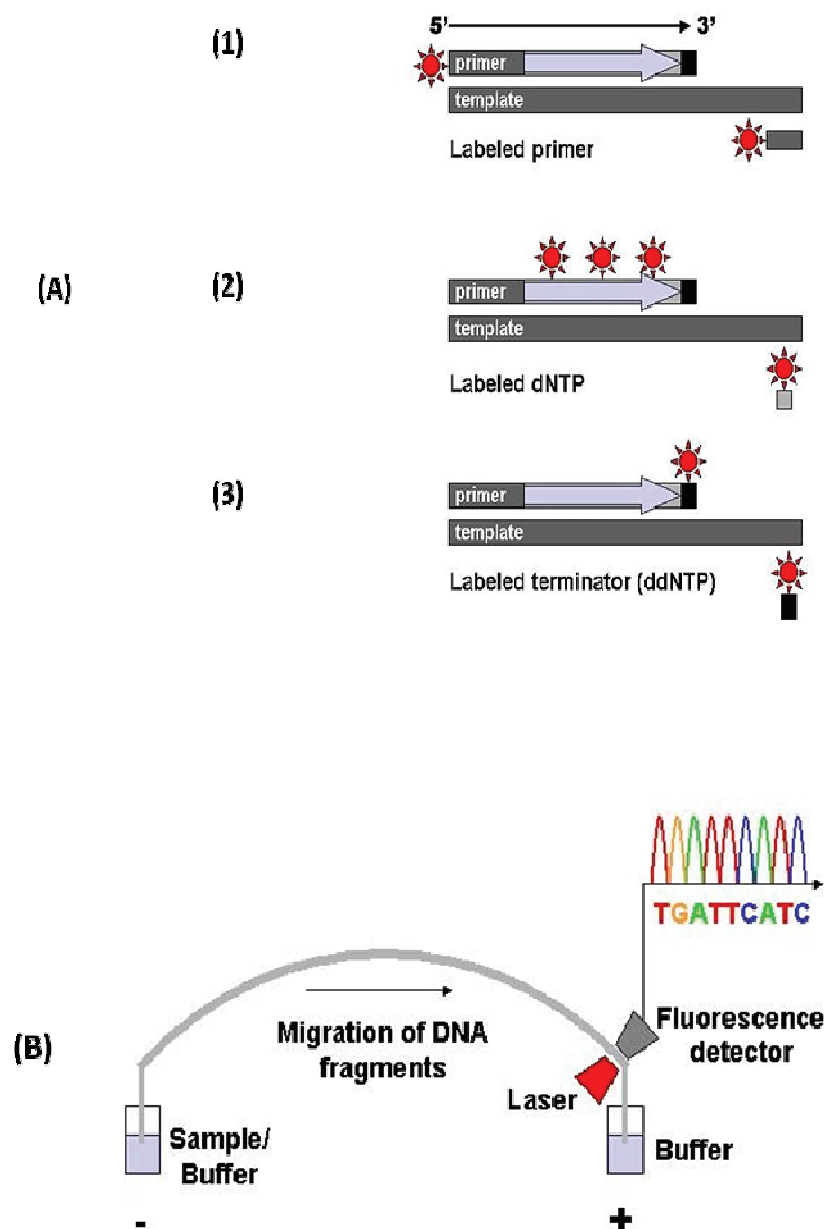 (1)
5’ 3’
primer
template
Labeled primer
(A)
(2)
primer
template
Labeled dNTP
(3)
primer
template
Labeled terminator (ddNTP)
TGATTCATC
(B)
Migration of DNA
fragments
Fluorescence
detector
Laser
Sample/
Buffer
Buffer
- +